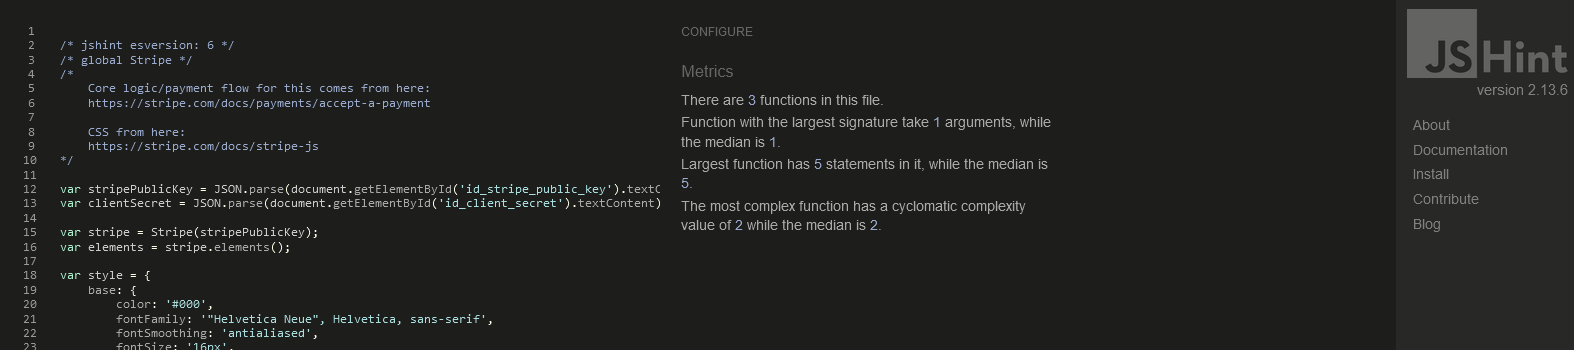 1
2 /* jshint esversion: 6 */
3 /* global Stripe */
4 /*
5 Core logic/payment flow for this comes from here:
6 https://stripe.com/docs/payments/accept-a-payment
7
8 CSS from here:
9 https://stripe.com/docs/stripe-js
10 */
11
12 var stripePublicKey = JSON.parse(document.getElementById('id_stripe_public_key').textC
13 var clientSecret = JSON.parse(document.getElementById('id_client_secret').textContent)
14
15 var stripe = Stripe(stripePublicKey);
16 var elements = stripe.elements();
17
18 var style = {
19 base: {
20 color: '#000',
21 fontFamily: '"Helvetica Neue", Helvetica, sans-serif',
22 fontSmoothing: 'antialiased',
23 fontSize: '16px',
CONFIGURE
Metrics
There are 3 functions in this file.
Function with the largest signature take 1 arguments, while
the median is 1.
Largest function has 5 statements in it, while the median is
5.
The most complex function has a cyclomatic complexity
value of 2 while the median is 2.
JSHint
version 2.13.6
About
Documentation
Install
Contribute
Blog